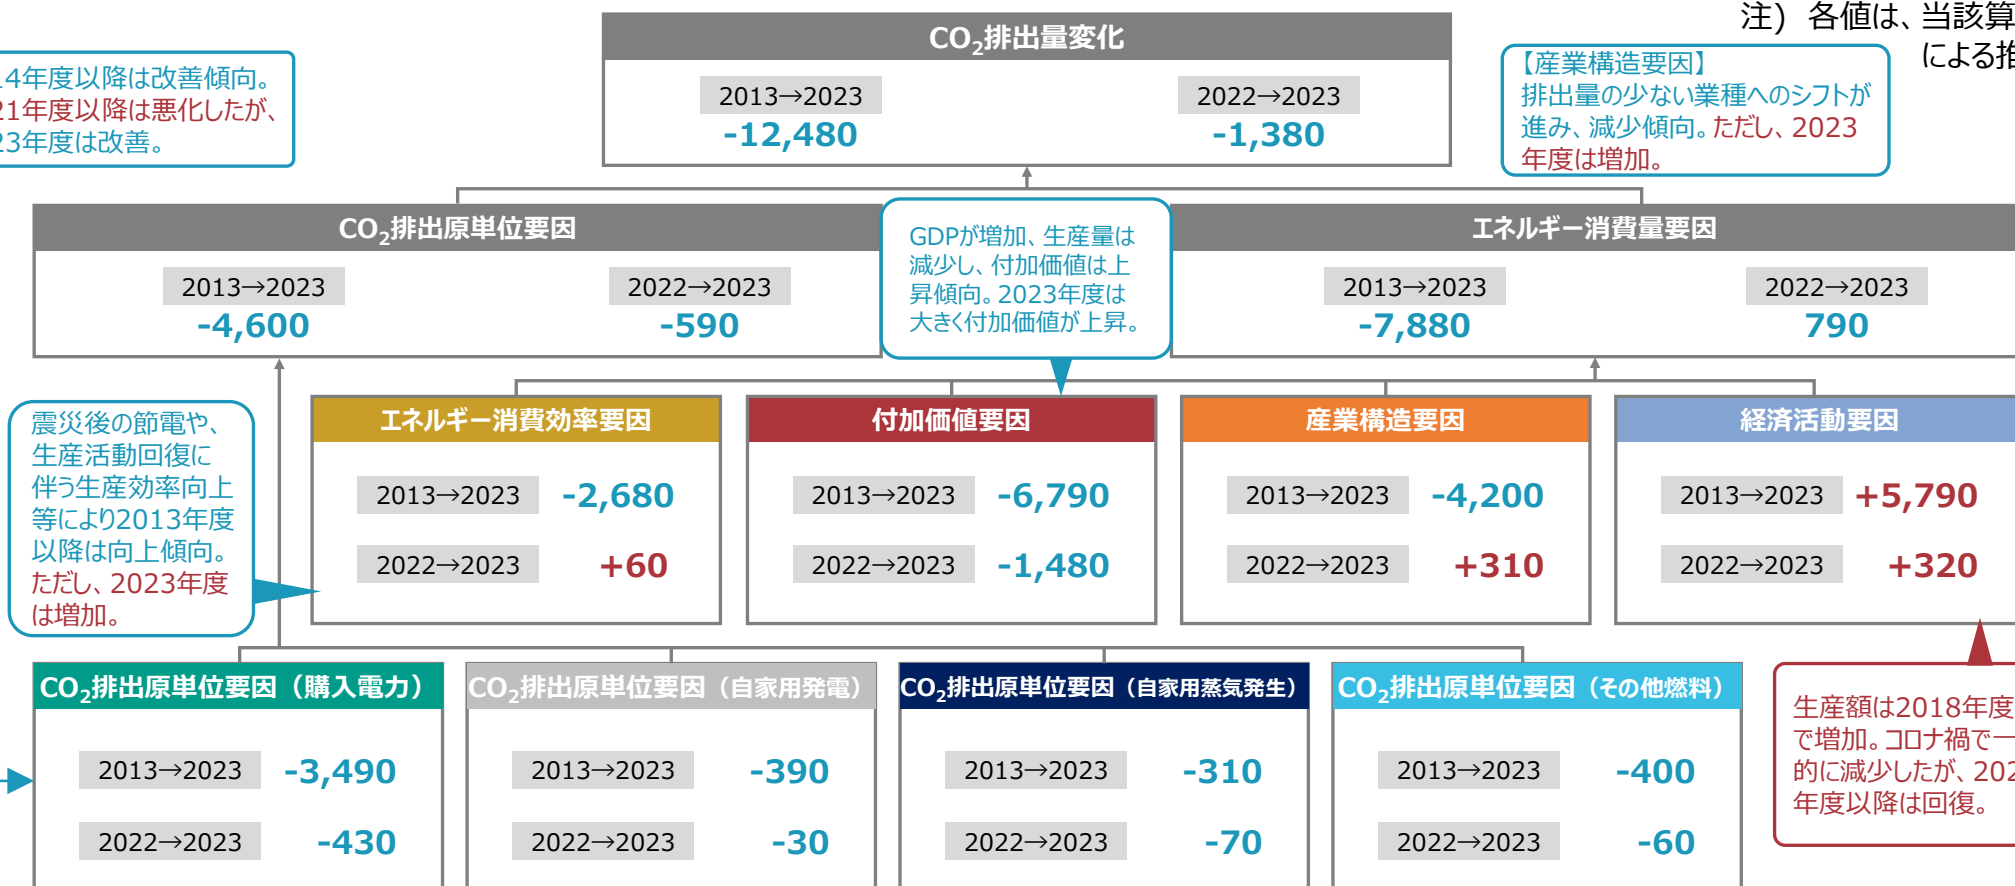 注) 各値は、当該算
による推
CO2排出量変化
2013→2023
-12,480
2022→2023
-1,380
14年度以降は改善傾向。
21年度以降は悪化したが、
23年度は改善。
【産業構造要因】
排出量の少ない業種へのシフトが
進み、減少傾向。ただし、2023
年度は増加。
CO2排出原単位要因
2013→2023
-4,600
2022→2023
-590
GDPが増加、生産量は
減少し、付加価値は上
昇傾向。2023年度は
大きく付加価値が上昇。
エネルギー消費量要因
2013→2023
-7,880
2022→2023
790
震災後の節電や、
生産活動回復に
伴う生産効率向上
等により2013年度
以降は向上傾向。
ただし、2023年度
は増加。
エネルギー消費効率要因
2013→2023 -2,680
2022→2023 +60
付加価値要因
2013→2023 -6,790
2022→2023 -1,480
産業構造要因
2013→2023 -4,200
2022→2023 +310
経済活動要因
2013→2023 +5,790
2022→2023 +320
CO2排出原単位要因（購入電力）
2013→2023 -3,490
2022→2023 -430
CO2排出原単位要因（自家用発電）
2013→2023 -390
2022→2023 -30
CO2排出原単位要因（自家用蒸気発生）
2013→2023 -310
2022→2023 -70
CO2排出原単位要因（その他燃料）
2013→2023 -400
2022→2023 -60
生産額は2018年度
で増加。コロナ禍で一
的に減少したが、202
年度以降は回復。